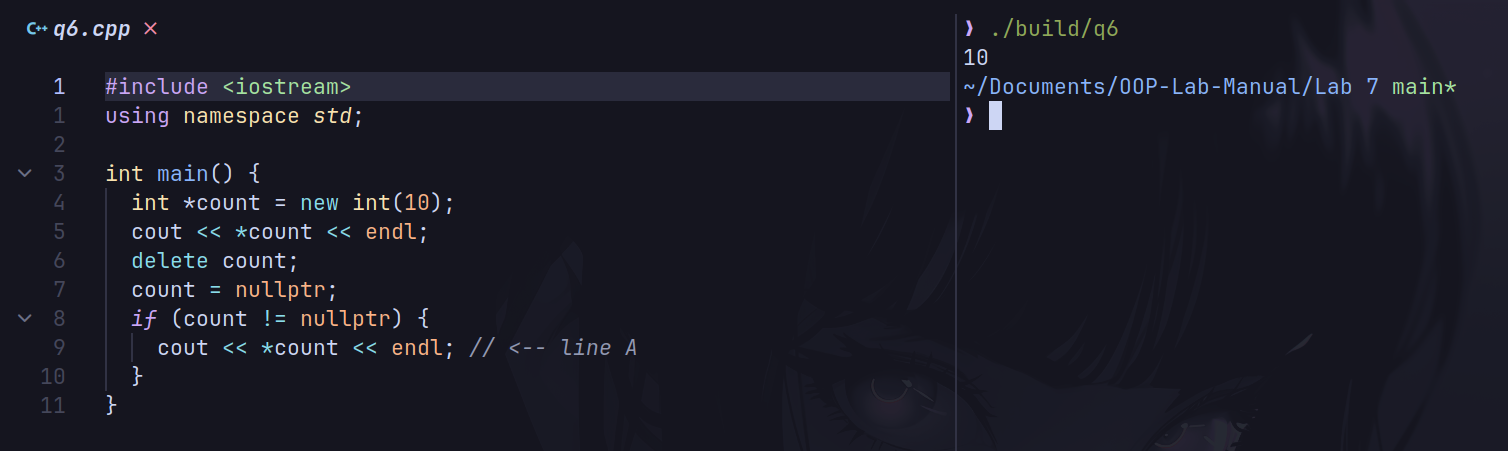 C++ q6.cpp ×
1 #include <iostream>
1 using namespace std;
2
3 int main() {
4 int *count = new int(10);
5 cout << *count << endl;
6 delete count;
7 count = nullptr;
8 if (count != nullptr) {
9 cout << *count << endl; // <-- line A
10 }
11 }
❯ ./build/q6
10
~/Documents/OOP-Lab-Manual/Lab 7 main*
❯